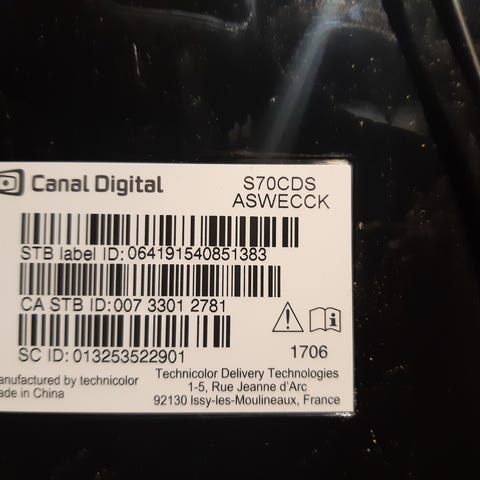 Canal Digital
S70CDS
ASWECCK
STB label ID: 064191540851383
CA STB ID: 007 3301 2781
SC ID: 013253522901
1706
anufactured by technicolor
ade in China
Technicolor Delivery Technologies
1-5, Rue Jeanne d'Arc
92130 Issy-les-Moulineaux, France